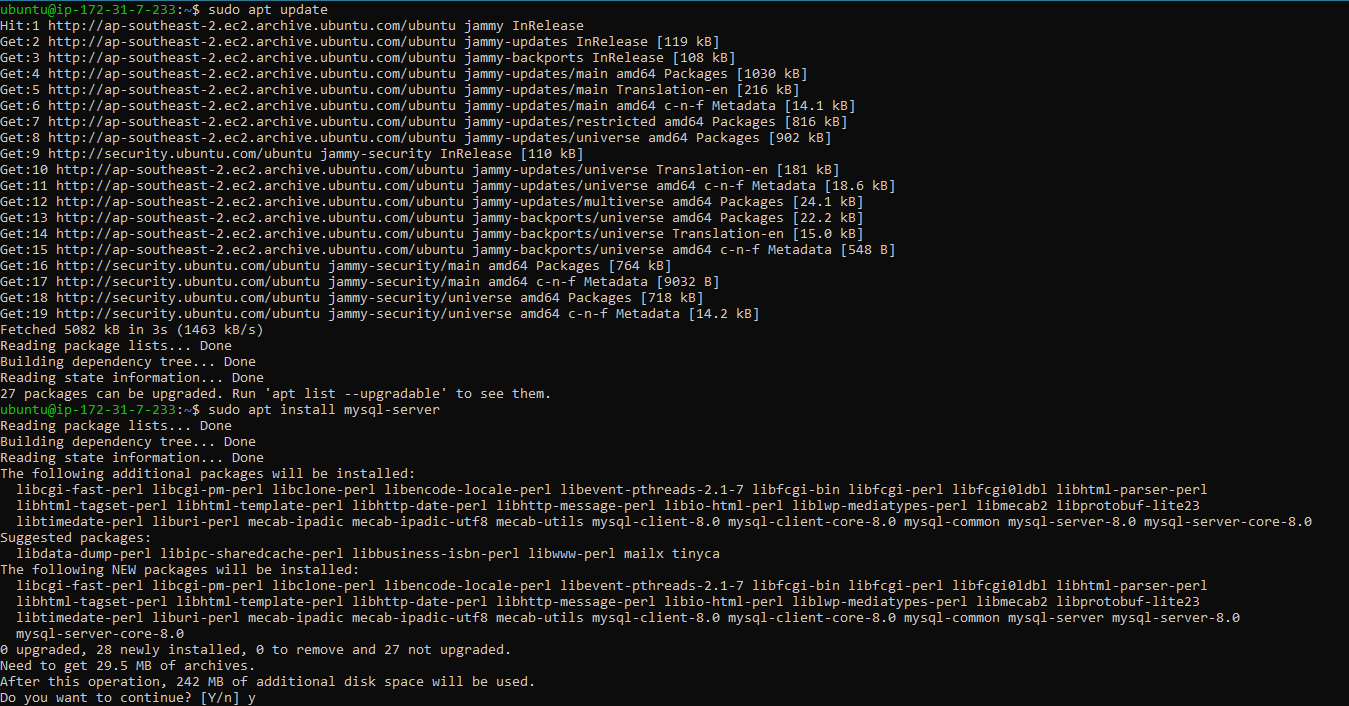 ubuntu@ip-172-31-7-233:~$ sudo apt update
Hit:1 http://ap-southeast-2.ec2.archive.ubuntu.com/ubuntu jammy InRelease
Get:2 http://ap-southeast-2.ec2.archive.ubuntu.com/ubuntu jammy-updates InRelease [119 kB]
Get:3 http://ap-southeast-2.ec2.archive.ubuntu.com/ubuntu jammy-backports InRelease [108 kB]
Get:4 http://ap-southeast-2.ec2.archive.ubuntu.com/ubuntu jammy-updates/main amd64 Packages [1030 kB]
Get:5 http://ap-southeast-2.ec2.archive.ubuntu.com/ubuntu jammy-updates/main Translation-en [216 kB]
Get:6 http://ap-southeast-2.ec2.archive.ubuntu.com/ubuntu jammy-updates/main amd64 c-n-f Metadata [14.1 kB]
Get:7 http://ap-southeast-2.ec2.archive.ubuntu.com/ubuntu jammy-updates/restricted amd64 Packages [816 kB]
Get:8 http://ap-southeast-2.ec2.archive.ubuntu.com/ubuntu jammy-updates/universe amd64 Packages [902 kB]
Get:9 http://security.ubuntu.com/ubuntu jammy-security InRelease [110 kB]
Get:10 http://ap-southeast-2.ec2.archive.ubuntu.com/ubuntu jammy-updates/universe Translation-en [181 kB]
Get:11 http://ap-southeast-2.ec2.archive.ubuntu.com/ubuntu jammy-updates/universe amd64 c-n-f Metadata [18.6 kB]
Get:12 http://ap-southeast-2.ec2.archive.ubuntu.com/ubuntu jammy-updates/multiverse amd64 Packages [24.1 kB]
Get:13 http://ap-southeast-2.ec2.archive.ubuntu.com/ubuntu jammy-backports/universe amd64 Packages [22.2 kB]
Get:14 http://ap-southeast-2.ec2.archive.ubuntu.com/ubuntu jammy-backports/universe Translation-en [15.0 kB]
Get:15 http://ap-southeast-2.ec2.archive.ubuntu.com/ubuntu jammy-backports/universe amd64 c-n-f Metadata [548 B]
Get:16 http://security.ubuntu.com/ubuntu jammy-security/main amd64 Packages [764 kB]
Get:17 http://security.ubuntu.com/ubuntu jammy-security/main amd64 c-n-f Metadata [9032 B]
Get:18 http://security.ubuntu.com/ubuntu jammy-security/universe amd64 Packages [718 kB]
Get:19 http://security.ubuntu.com/ubuntu jammy-security/universe amd64 c-n-f Metadata [14.2 kB]
Fetched 5082 kB in 3s (1463 kB/s)
Reading package lists... Done
Building dependency tree... Done
Reading state information... Done
27 packages can be upgraded. Run 'apt list --upgradable' to see them.
ubuntu@ip-172-31-7-233:~$ sudo apt install mysql-server
Reading package lists... Done
Building dependency tree... Done
Reading state information... Done
The following additional packages will be installed:
  libcgi-fast-perl libcgi-pm-perl libclone-perl libencode-locale-perl libevent-pthreads-2.1-7 libfcgi-bin libfcgi-perl libfcgi0ldbl libhtml-parser-perl
  libhtml-tagset-perl libhtml-template-perl libhttp-date-perl libhttp-message-perl libio-html-perl liblwp-mediatypes-perl libmecab2 libprotobuf-lite23
  libtimedate-perl liburi-perl mecab-ipadic mecab-ipadic-utf8 mecab-utils mysql-client-8.0 mysql-client-core-8.0 mysql-common mysql-server-8.0 mysql-server-core-8.0
Suggested packages:
  libdata-dump-perl libipc-sharedcache-perl libbusiness-isbn-perl libwww-perl mailx tinyca
The following NEW packages will be installed:
  libcgi-fast-perl libcgi-pm-perl libclone-perl libencode-locale-perl libevent-pthreads-2.1-7 libfcgi-bin libfcgi-perl libfcgi0ldbl libhtml-parser-perl
  libhtml-tagset-perl libhtml-template-perl libhttp-date-perl libhttp-message-perl libio-html-perl liblwp-mediatypes-perl libmecab2 libprotobuf-lite23
  libtimedate-perl liburi-perl mecab-ipadic mecab-ipadic-utf8 mecab-utils mysql-client-8.0 mysql-client-core-8.0 mysql-common mysql-server mysql-server-8.0
  mysql-server-core-8.0
0 upgraded, 28 newly installed, 0 to remove and 27 not upgraded.
Need to get 29.5 MB of archives.
After this operation, 242 MB of additional disk space will be used.
Do you want to continue? [Y/n] y